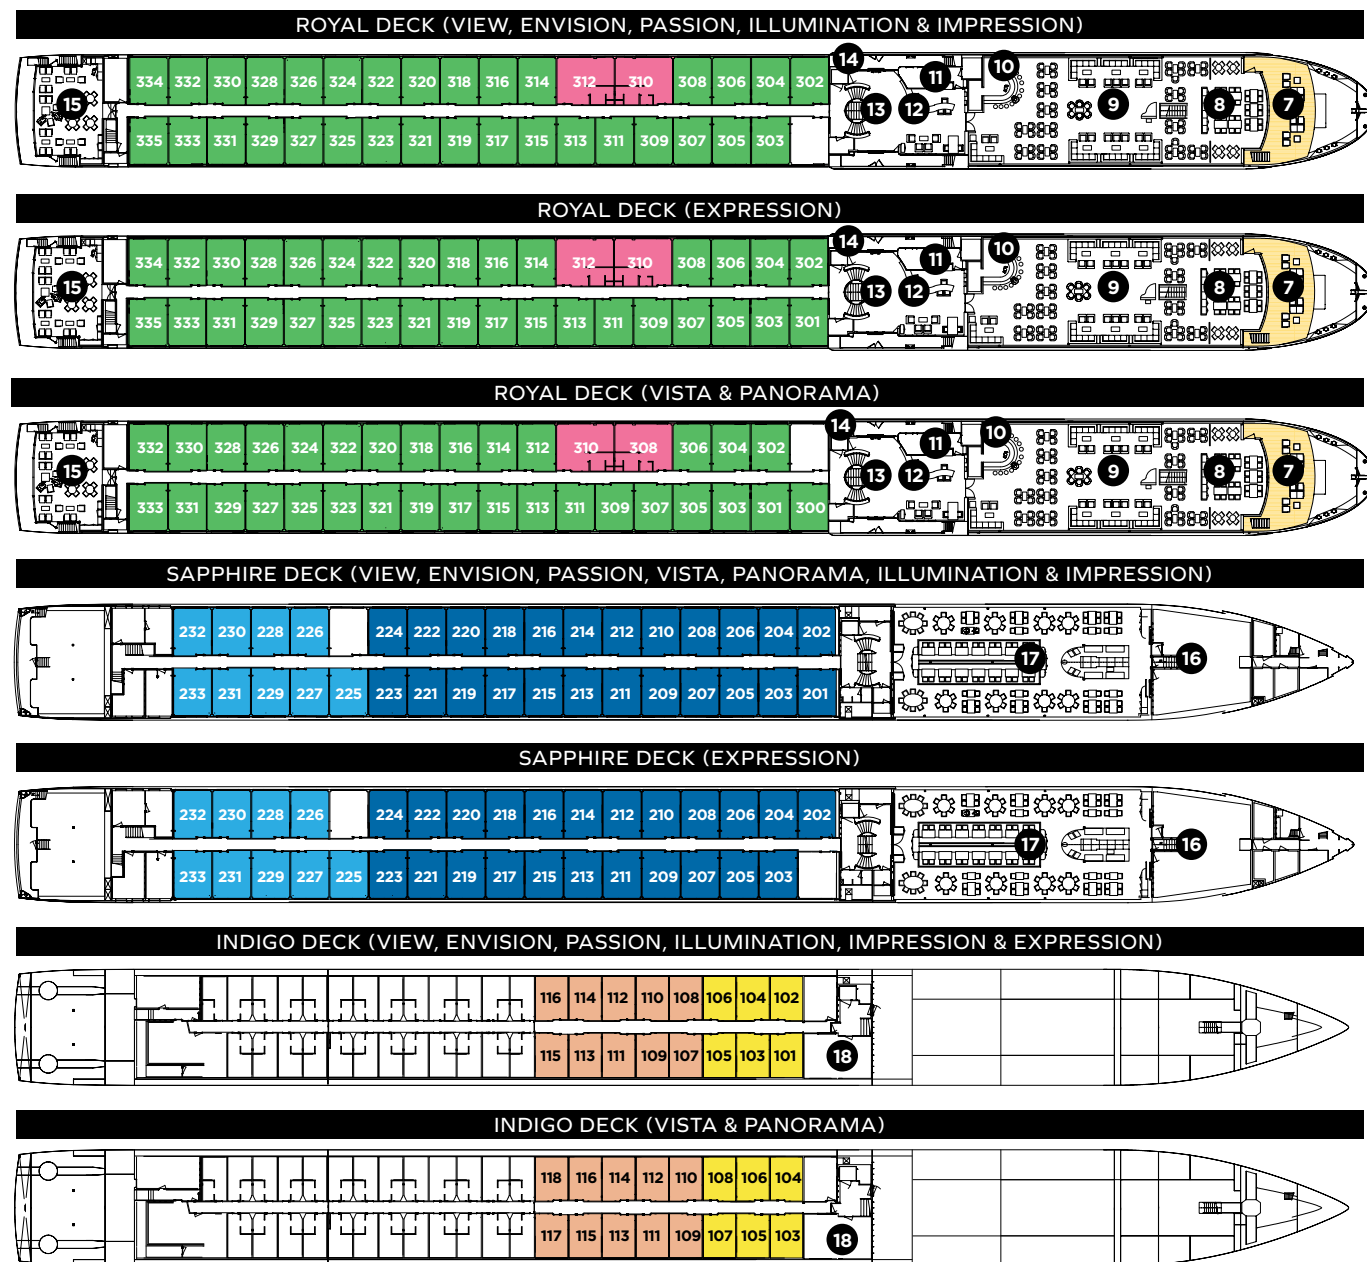 ROYAL DECK (VIEW, ENVISION, PASSION, ILLUMINATION & IMPRESSION)
14 10
334 332 330 328 326 324 322 320 318 316 314 312 310 308 306 304 302 11
15 13 12 9 8 7
335 333 331 329 327 325 323 321 319 317 315 313 311 309 307 305 303
ROYAL DECK (EXPRESSION)
14 10
334 332 330 328 326 324 322 320 318 316 314 312 310 308 306 304 302 11
15 13 12 9 8 7
335 333 331 329 327 325 323 321 319 317 315 313 311 309 307 305 303 301
ROYAL DECK (VISTA & PANORAMA)
14 10
332 330 328 326 324 322 320 318 316 314 312 310 308 306 304 302 11
15 13 12 9 8 7
333 331 329 327 325 323 321 319 317 315 313 311 309 307 305 303 301 300
SAPPHIRE DECK (VIEW, ENVISION, PASSION, VISTA, PANORAMA, ILLUMINATION & IMPRESSION)
232 230 228 226 224 222 220 218 216 214 212 210 208 206 204 202
17 16
233 231 229 227 225 223 221 219 217 215 213 211 209 207 205 203 201
SAPPHIRE DECK (EXPRESSION)
232 230 228 226 224 222 220 218 216 214 212 210 208 206 204 202
17 16
233 231 229 227 225 223 221 219 217 215 213 211 209 207 205 203
INDIGO DECK (VIEW, ENVISION, PASSION, ILLUMINATION, IMPRESSION & EXPRESSION)
116 114 112 110 108 106 104 102
115 113 111 109 107 105 103 101 18
INDIGO DECK (VISTA & PANORAMA)
118 116 114 112 110 108 106 104
117 115 113 111 109 107 105 103 18